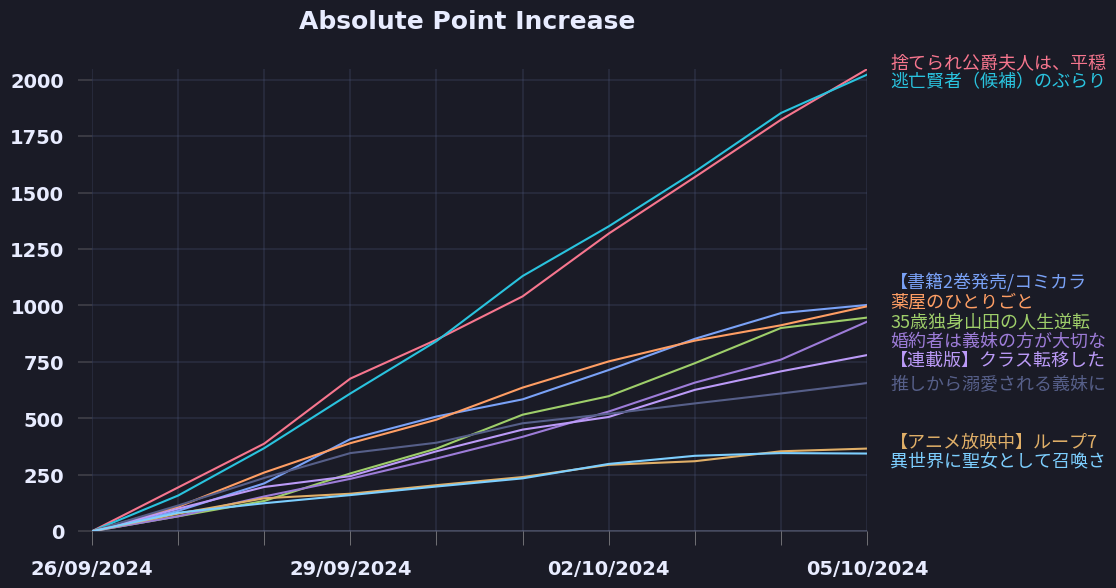 Absolute Point Increase
2000
1750
1500
1250
1000
750
500
250
0
26/09/2024
29/09/2024
02/10/2024
05/10/2024
捨てられ公爵夫人は、平穏
逃亡賢者（候補）のぶらり
【書籍2巻発売/コミカラ
薬屋のひとりごと
35歳独身山田の人生逆転
婚約者は義妹の方が大切な
【連載版】クラス転移した
推しから溺愛される義妹に
【アニメ放映中】ループ7
異世界に聖女として召喚さ